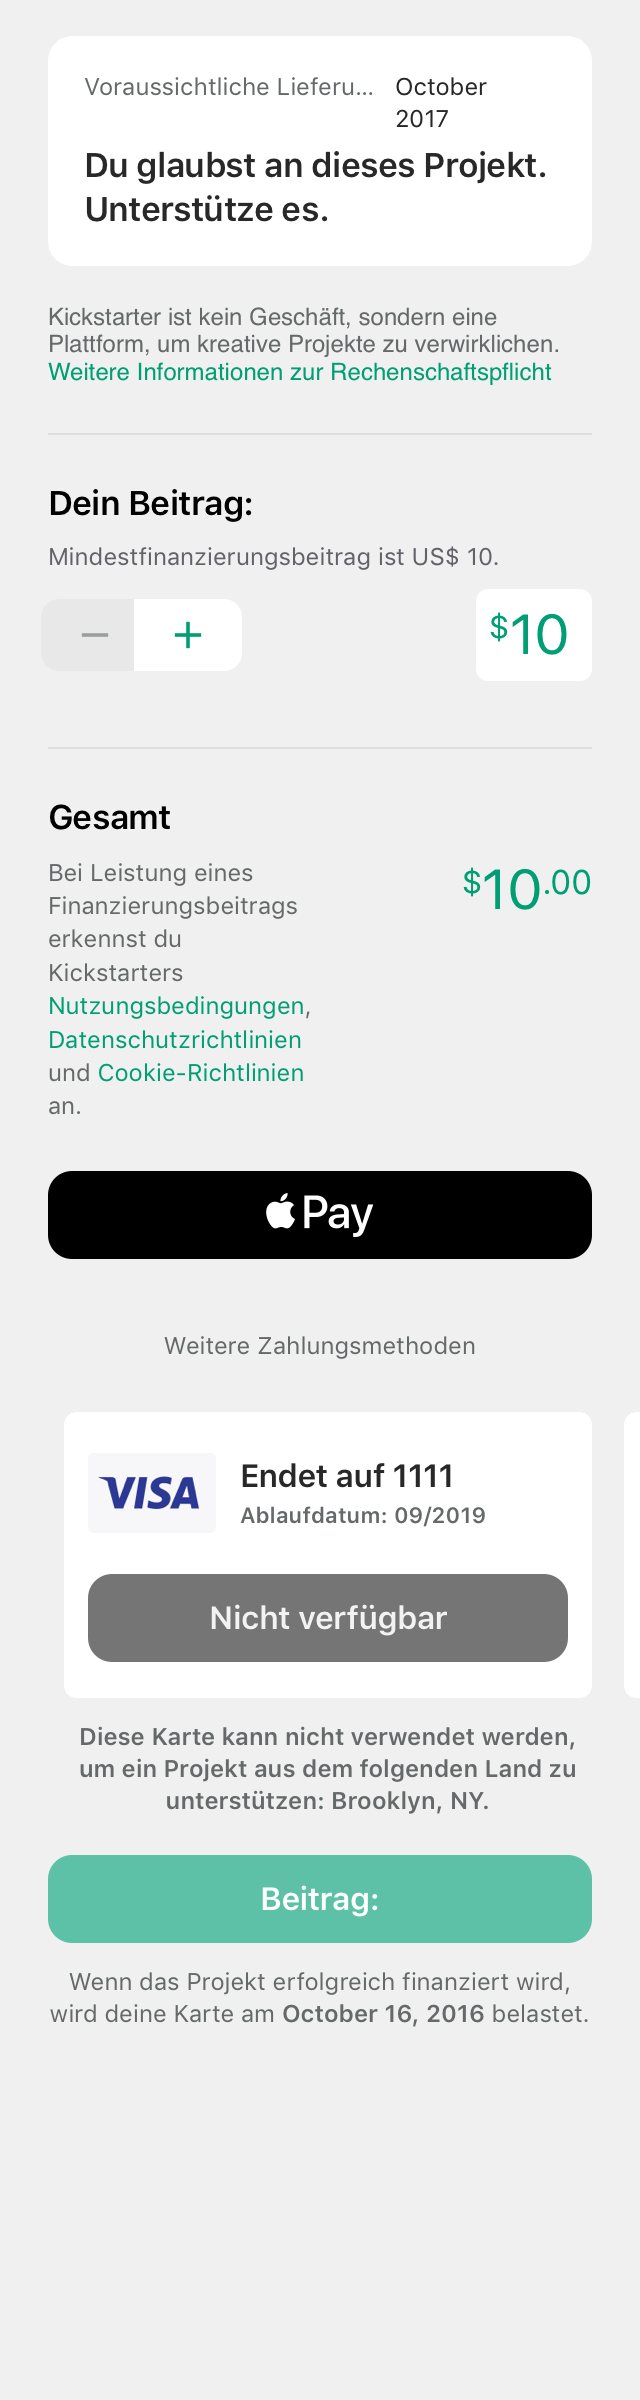 Voraussichtliche Lieferu... October
2017
Du glaubst an dieses Projekt.
Unterstütze es.
Kickstarter ist kein Geschäft, sondern eine
Plattform, um kreative Projekte zu verwirklichen.
Weitere Informationen zur Rechenschaftspflicht
Dein Beitrag:
Mindestfinanzierungsbeitrag ist US$ 10.
− + $10
Gesamt
Bei Leistung eines
Finanzierungsbeitrags
erkennst du
Kickstarters
Nutzungsbedingungen,
Datenschutzrichtlinien
und Cookie-Richtlinien
an.
$10.00
Pay
Weitere Zahlungsmethoden
VISA
Endet auf 1111
Ablaufdatum: 09/2019
Nicht verfügbar
Diese Karte kann nicht verwendet werden,
um ein Projekt aus dem folgenden Land zu
unterstützen: Brooklyn, NY.
Beitrag:
Wenn das Projekt erfolgreich finanziert wird,
wird deine Karte am October 16, 2016 belastet.